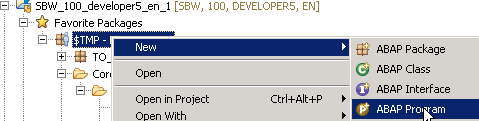 SBW_100_developer5_en_1 [SBW, 100, DEVELOPER5, EN]
Favorite Packages
$TMP -
TO_
New
ABAP Package
ABAP Class
Open
ABAP Interface
Open in Project Ctrl+Alt+P
ABAP Program
Open With